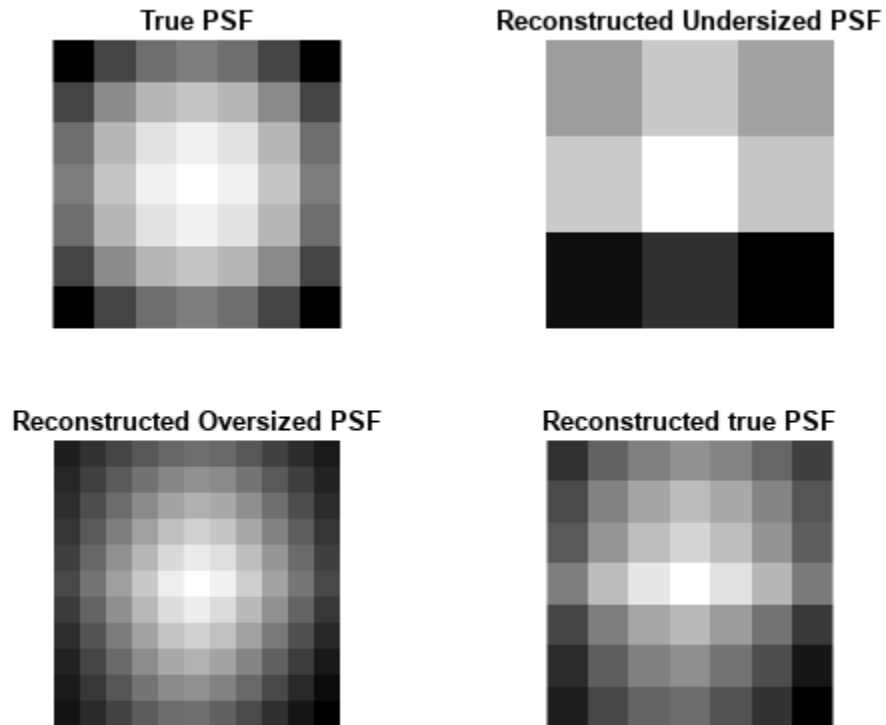 True PSF
Reconstructed Undersized PSF
Reconstructed Oversized PSF
Reconstructed true PSF